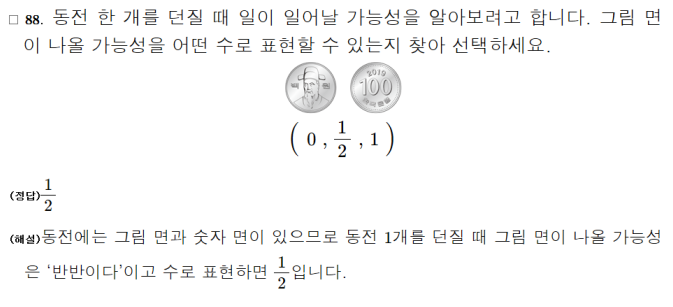 □ 88. 동전 한 개를 던질 때 일이 일어날 가능성을 알아보려고 합니다. 그림 면
이 나올 가능성을 어떤 수로 표현할 수 있는지 찾아 선택하세요.
백 원 2019 100
( 0 , 1/2 , 1 )
(정답) 1/2
(해설)동전에는 그림 면과 숫자 면이 있으므로 동전 1개를 던질 때 그림 면이 나올 가능성
은 ‘반반이다’이고 수로 표현하면 1/2입니다.